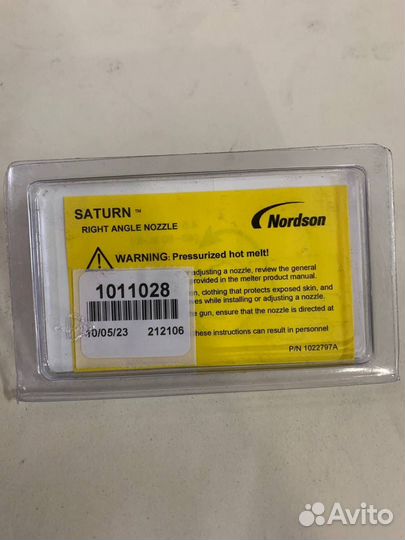 SATURN ™
RIGHT ANGLE NOZZLE
Nordson
WARNING: Pressurized hot melt!
adjusting a nozzle, review the general
provided in the melter product manual.
clothing that protects exposed skin, and
es while installing or adjusting a nozzle.
the gun, ensure that the nozzle is directed at
these instructions can result in personnel
1011028
10/05/23 212106
P/N 1022797A
Avito